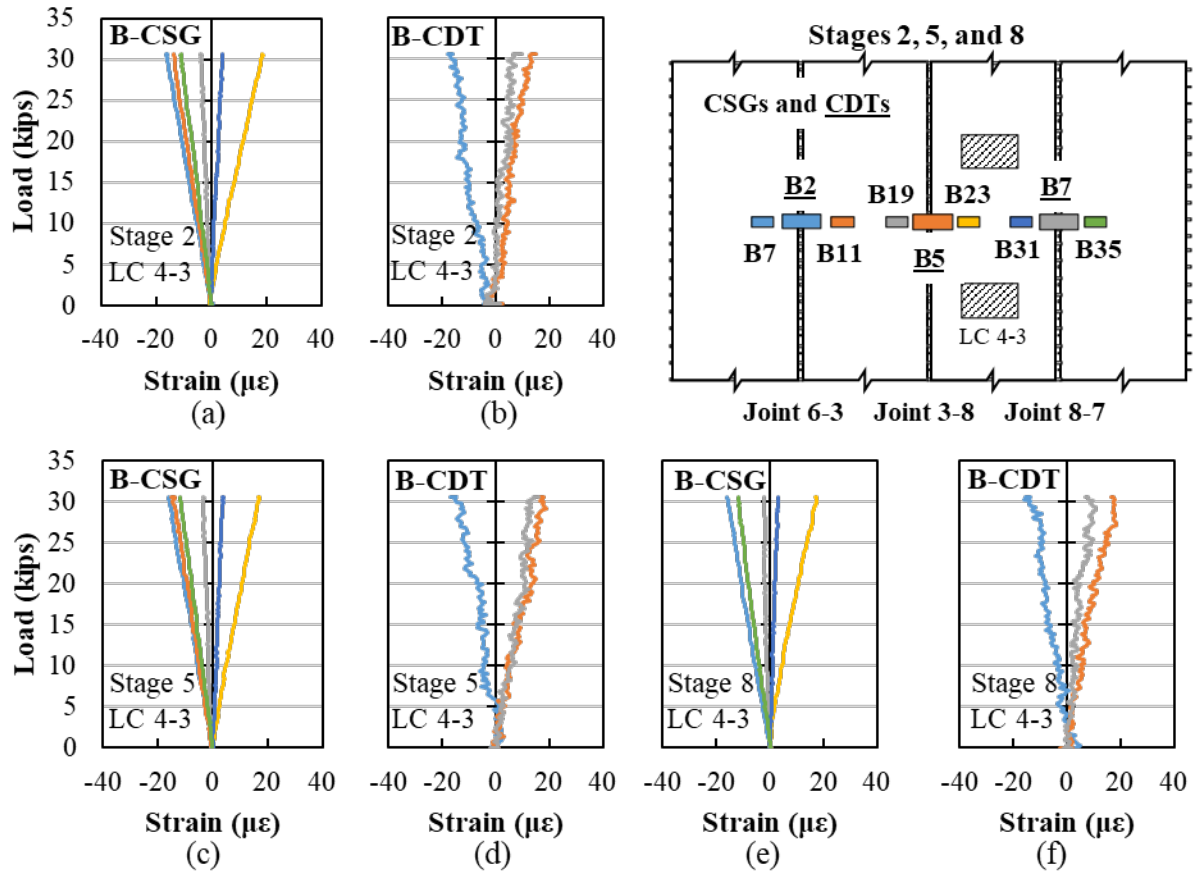 B-CSG
Load (kips)
35
30
25
20
15
10
5
0
Stage 2
LC 4-3
-40 -20 0 20 40
Strain (με)
(a)
B-CDT
Stage 2
LC 4-3
-40 -20 0 20 40
Strain (με)
(b)
Stages 2, 5, and 8
CSGs and CDTs
B2
B19 B23
B7
B7 B11
B5
B31 B35
LC 4-3
Joint 6-3 Joint 3-8 Joint 8-7
B-CSG
Load (kips)
35
30
25
20
15
10
5
0
Stage 5
LC 4-3
-40 -20 0 20 40
Strain (με)
(c)
B-CDT
Stage 5
LC 4-3
-40 -20 0 20 40
Strain (με)
(d)
B-CSG
Stage 8
LC 4-3
-40 -20 0 20 40
Strain (με)
(e)
B-CDT
Stage 8
LC 4-3
-40 -20 0 20 40
Strain (με)
(f)